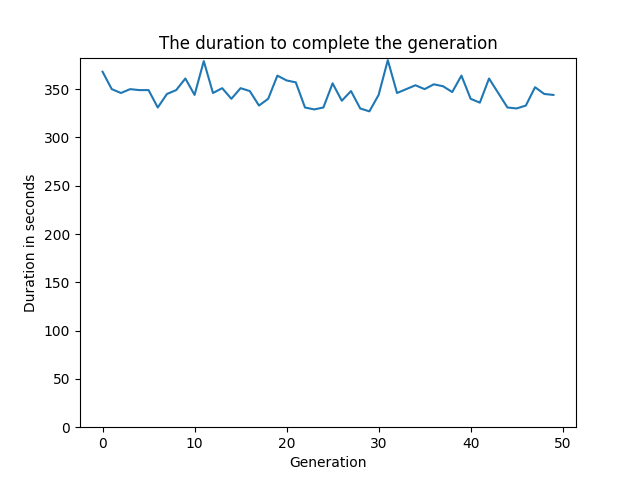 The duration to complete the generation
350
300
250
200
150
100
50
0
Duration in seconds
0 10 20 30 40 50
Generation